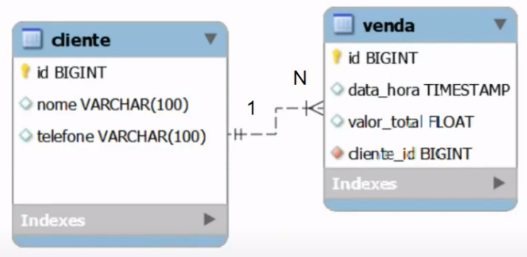 cliente
id BIGINT
nome VARCHAR(100)
telefone VARCHAR(100)
Indexes
1
N
venda
id BIGINT
data_hora TIMESTAMP
valor_total FLOAT
cliente_id BIGINT
Indexes